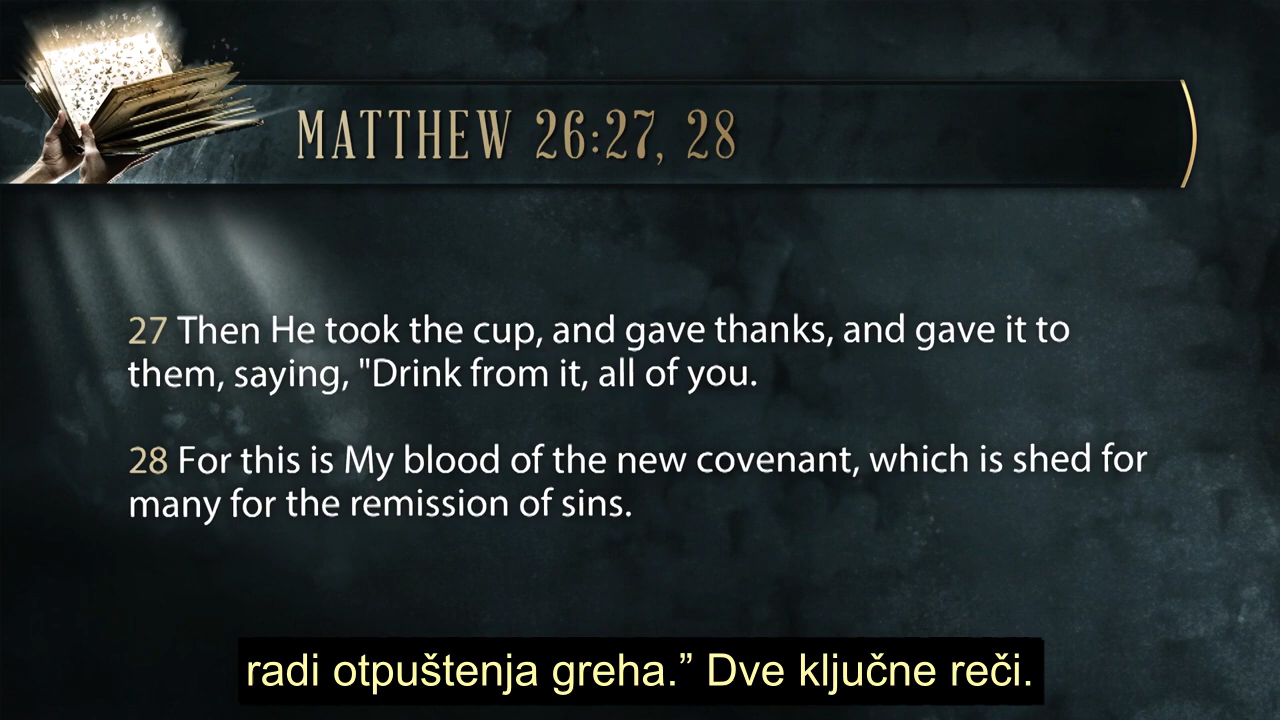 MATTHEW 26:27, 28
27 Then He took the cup, and gave thanks, and gave it to
them, saying, "Drink from it, all of you.
28 For this is My blood of the new covenant, which is shed for
many for the remission of sins.
radi otpuštenja greha.” Dve ključne reči.